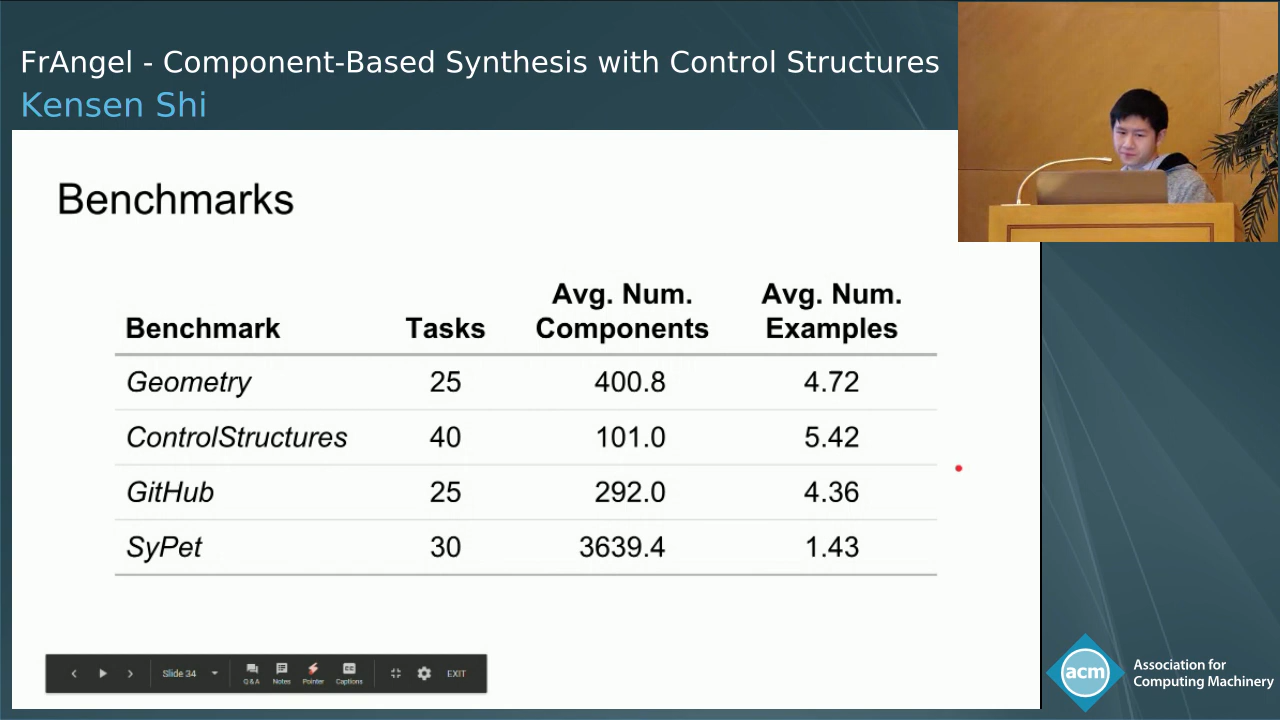 FrAngel - Component-Based Synthesis with Control Structures
Kensen Shi
Benchmarks
Benchmark Tasks Avg. Num. Components Avg. Num. Examples
Geometry 25 400.8 4.72
ControlStructures 40 101.0 5.42
GitHub 25 292.0 4.36
SyPet 30 3639.4 1.43
Slide 34 Q&A Notes Pointer Captions EXIT
acm Association for
Computing Machinery